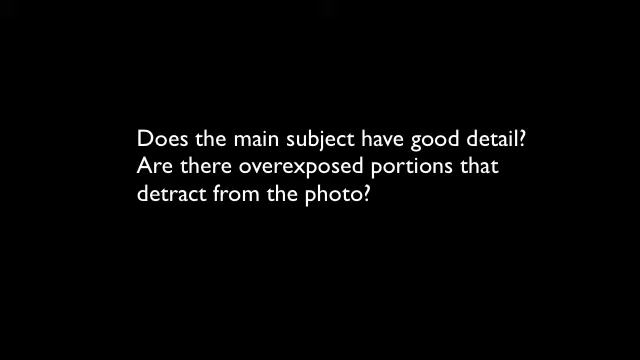 Does the main subject have good detail?
Are there overexposed portions that
detract from the photo?